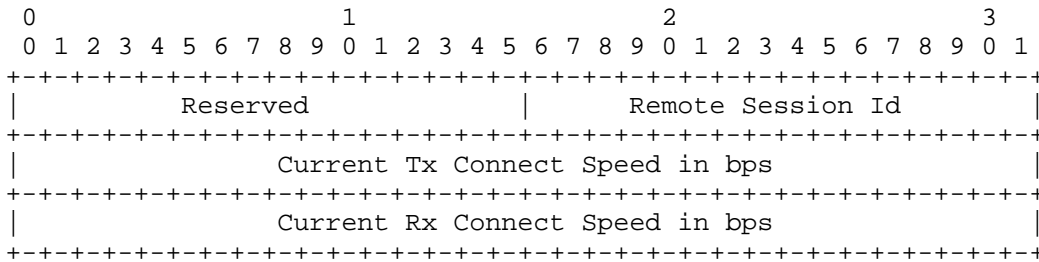 0                   1                   2                   3
 0 1 2 3 4 5 6 7 8 9 0 1 2 3 4 5 6 7 8 9 0 1 2 3 4 5 6 7 8 9 0 1
+-+-+-+-+-+-+-+-+-+-+-+-+-+-+-+-+-+-+-+-+-+-+-+-+-+-+-+-+-+-+-+-+
|          Reserved             |      Remote Session Id        |
+-+-+-+-+-+-+-+-+-+-+-+-+-+-+-+-+-+-+-+-+-+-+-+-+-+-+-+-+-+-+-+-+
|                Current Tx Connect Speed in bps                |
+-+-+-+-+-+-+-+-+-+-+-+-+-+-+-+-+-+-+-+-+-+-+-+-+-+-+-+-+-+-+-+-+
|                Current Rx Connect Speed in bps                |
+-+-+-+-+-+-+-+-+-+-+-+-+-+-+-+-+-+-+-+-+-+-+-+-+-+-+-+-+-+-+-+-+